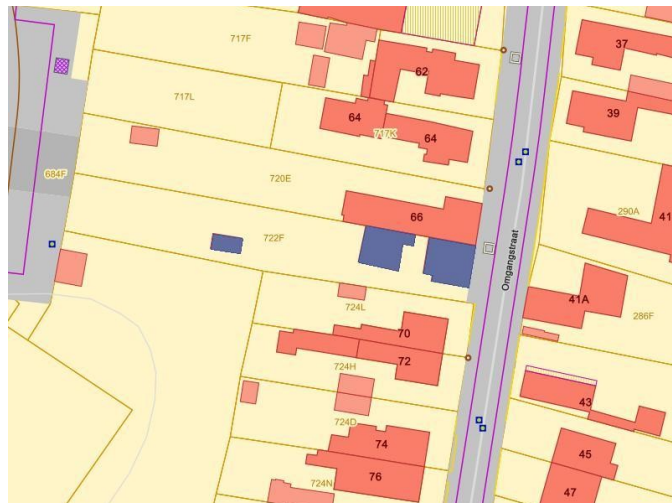 37
717F
62
717L
39
64
64
717K
684F
720E
290A
41
66
722F
Omgangstraat
41A
724L
286F
70
72
724H
43
724D
74
45
76
724N
47